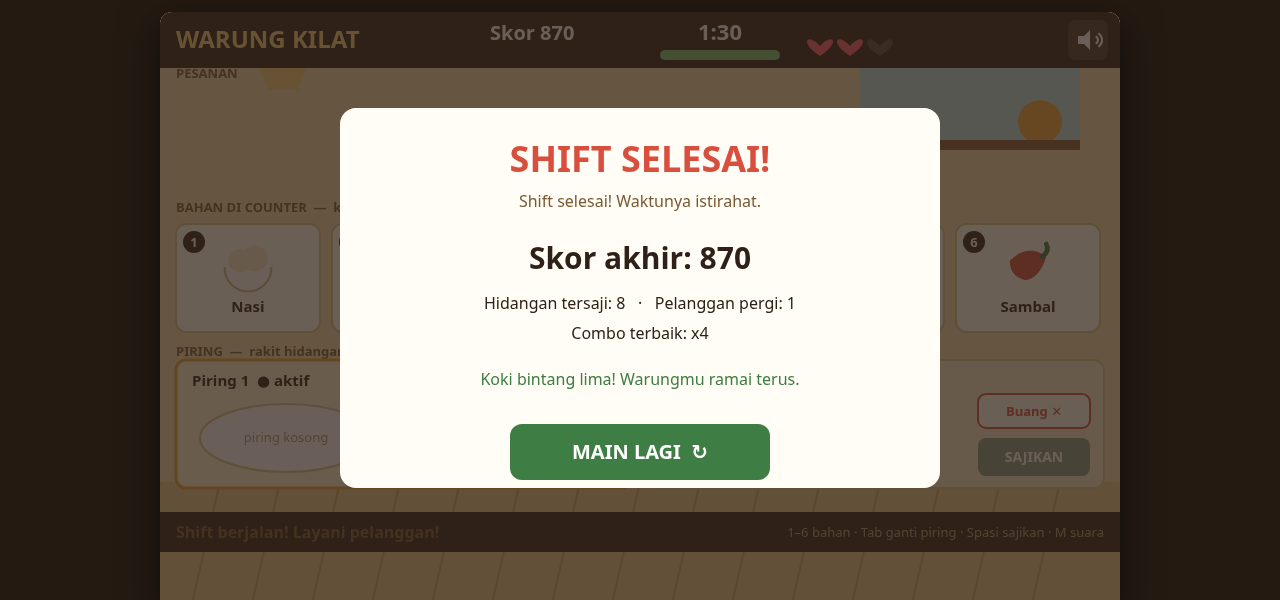 WARUNG KILAT
Skor 870
1:30
PESANAN
SHIFT SELESAI!
Shift selesai! Waktunya istirahat.
Skor akhir: 870
Hidangan tersaji: 8 · Pelanggan pergi: 1
Combo terbaik: x4
Koki bintang lima! Warungmu ramai terus.
MAIN LAGI ↻
BAHAN DI COUNTER —
1
Nasi
6
Sambal
PIRING — rakit hidangan
Piring 1 ● aktif
piring kosong
Buang ×
SAJIKAN
Shift berjalan! Layani pelanggan!
1–6 bahan · Tab ganti piring · Spasi sajikan · M suara